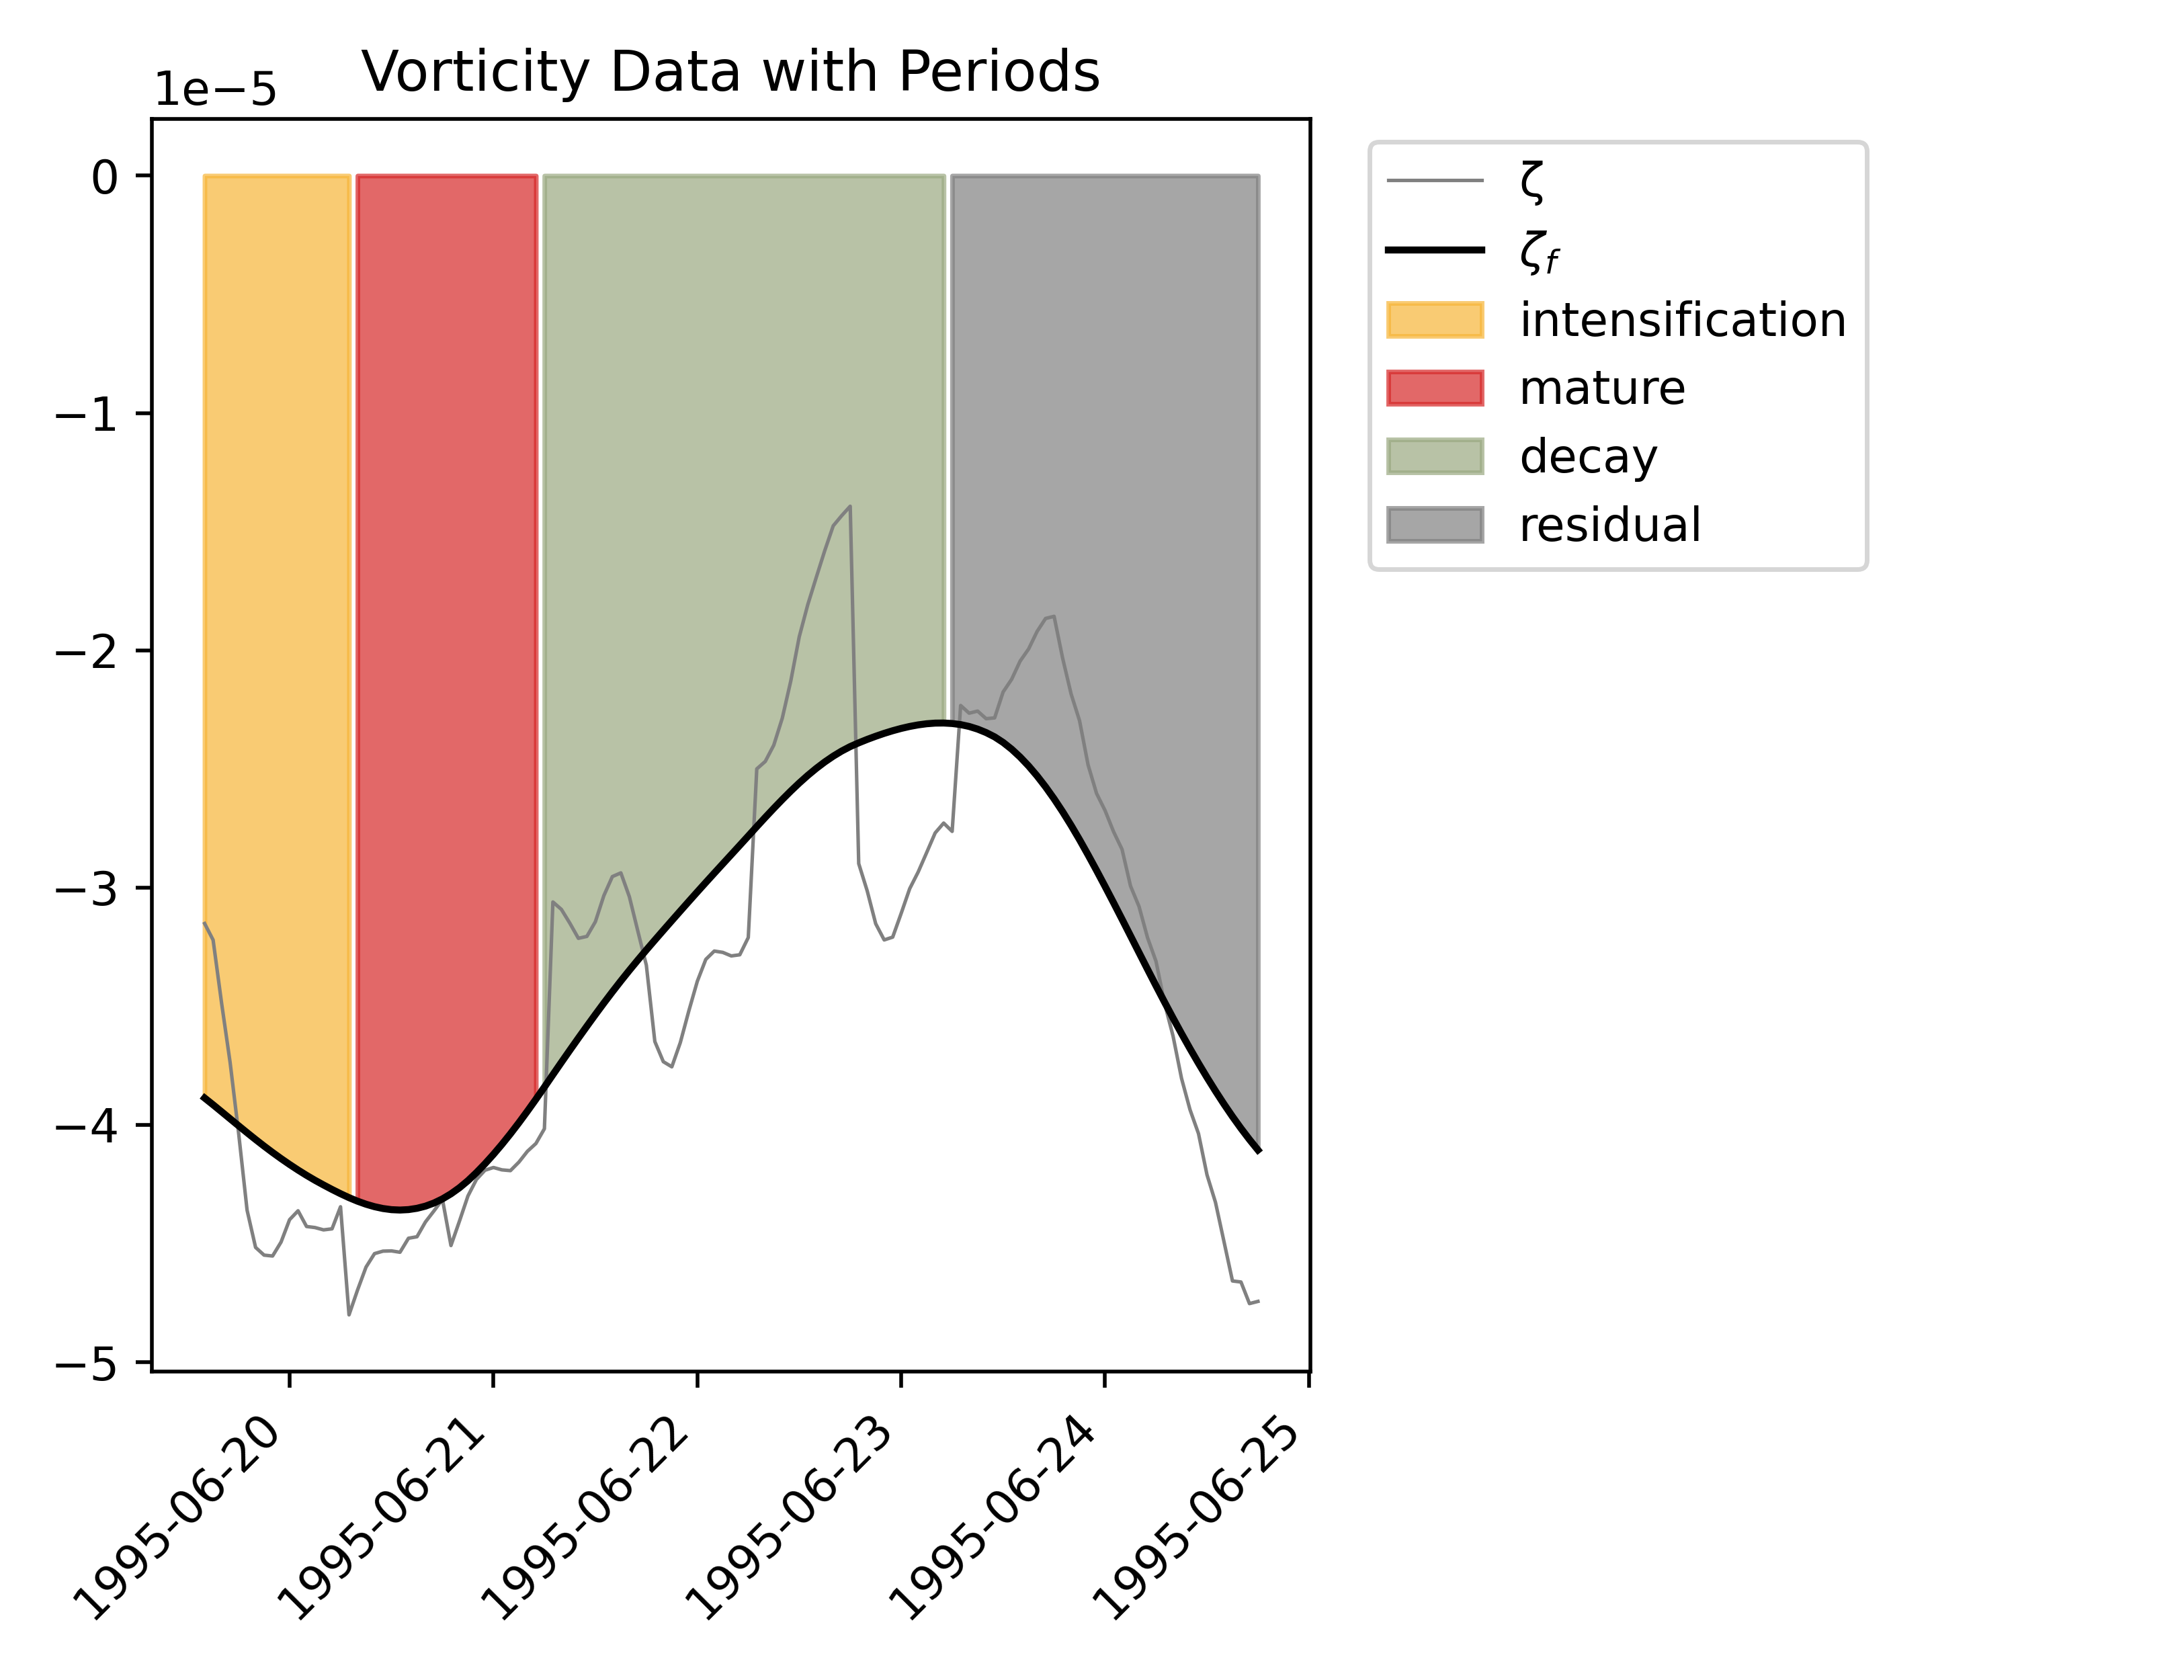 Vorticity Data with Periods
1e−5
0
−1
−2
−3
−4
−5
1995-06-20
1995-06-21
1995-06-22
1995-06-23
1995-06-24
1995-06-25
ζ
ζf
intensification
mature
decay
residual